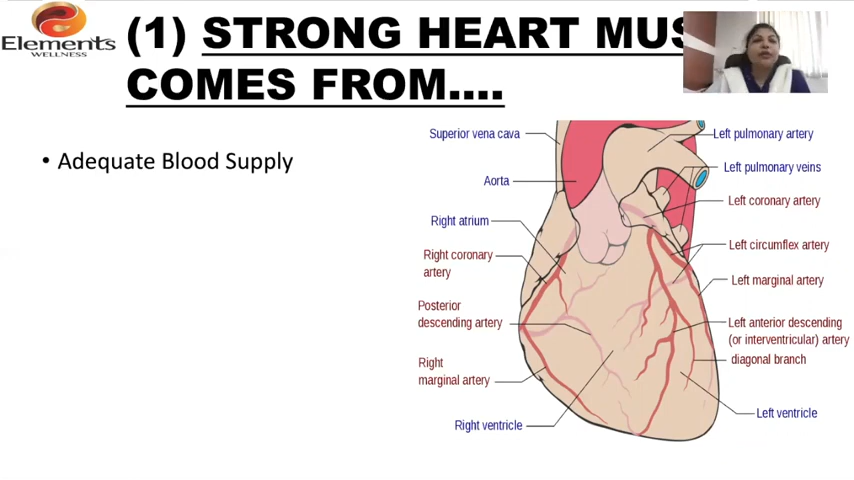 Elements
WELLNESS
(1) STRONG HEART MUS
COMES FROM....
• Adequate Blood Supply
Superior vena cava
Aorta
Right atrium
Right coronary
artery
Posterior
descending artery
Right
marginal artery
Right ventricle
Left pulmonary artery
Left pulmonary veins
Left coronary artery
Left circumflex artery
Left marginal artery
Left anterior descending
(or interventricular) artery
diagonal branch
Left ventricle